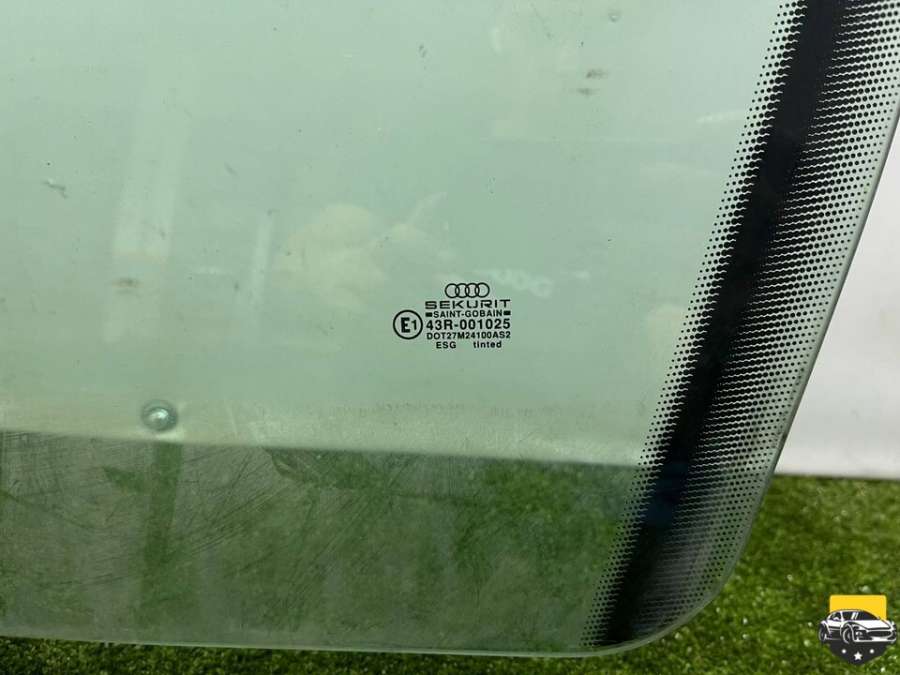 SEKURIT
SAINT-GOBAIN
E1 43R-001025
DOT27M24100AS2
ESG tinted